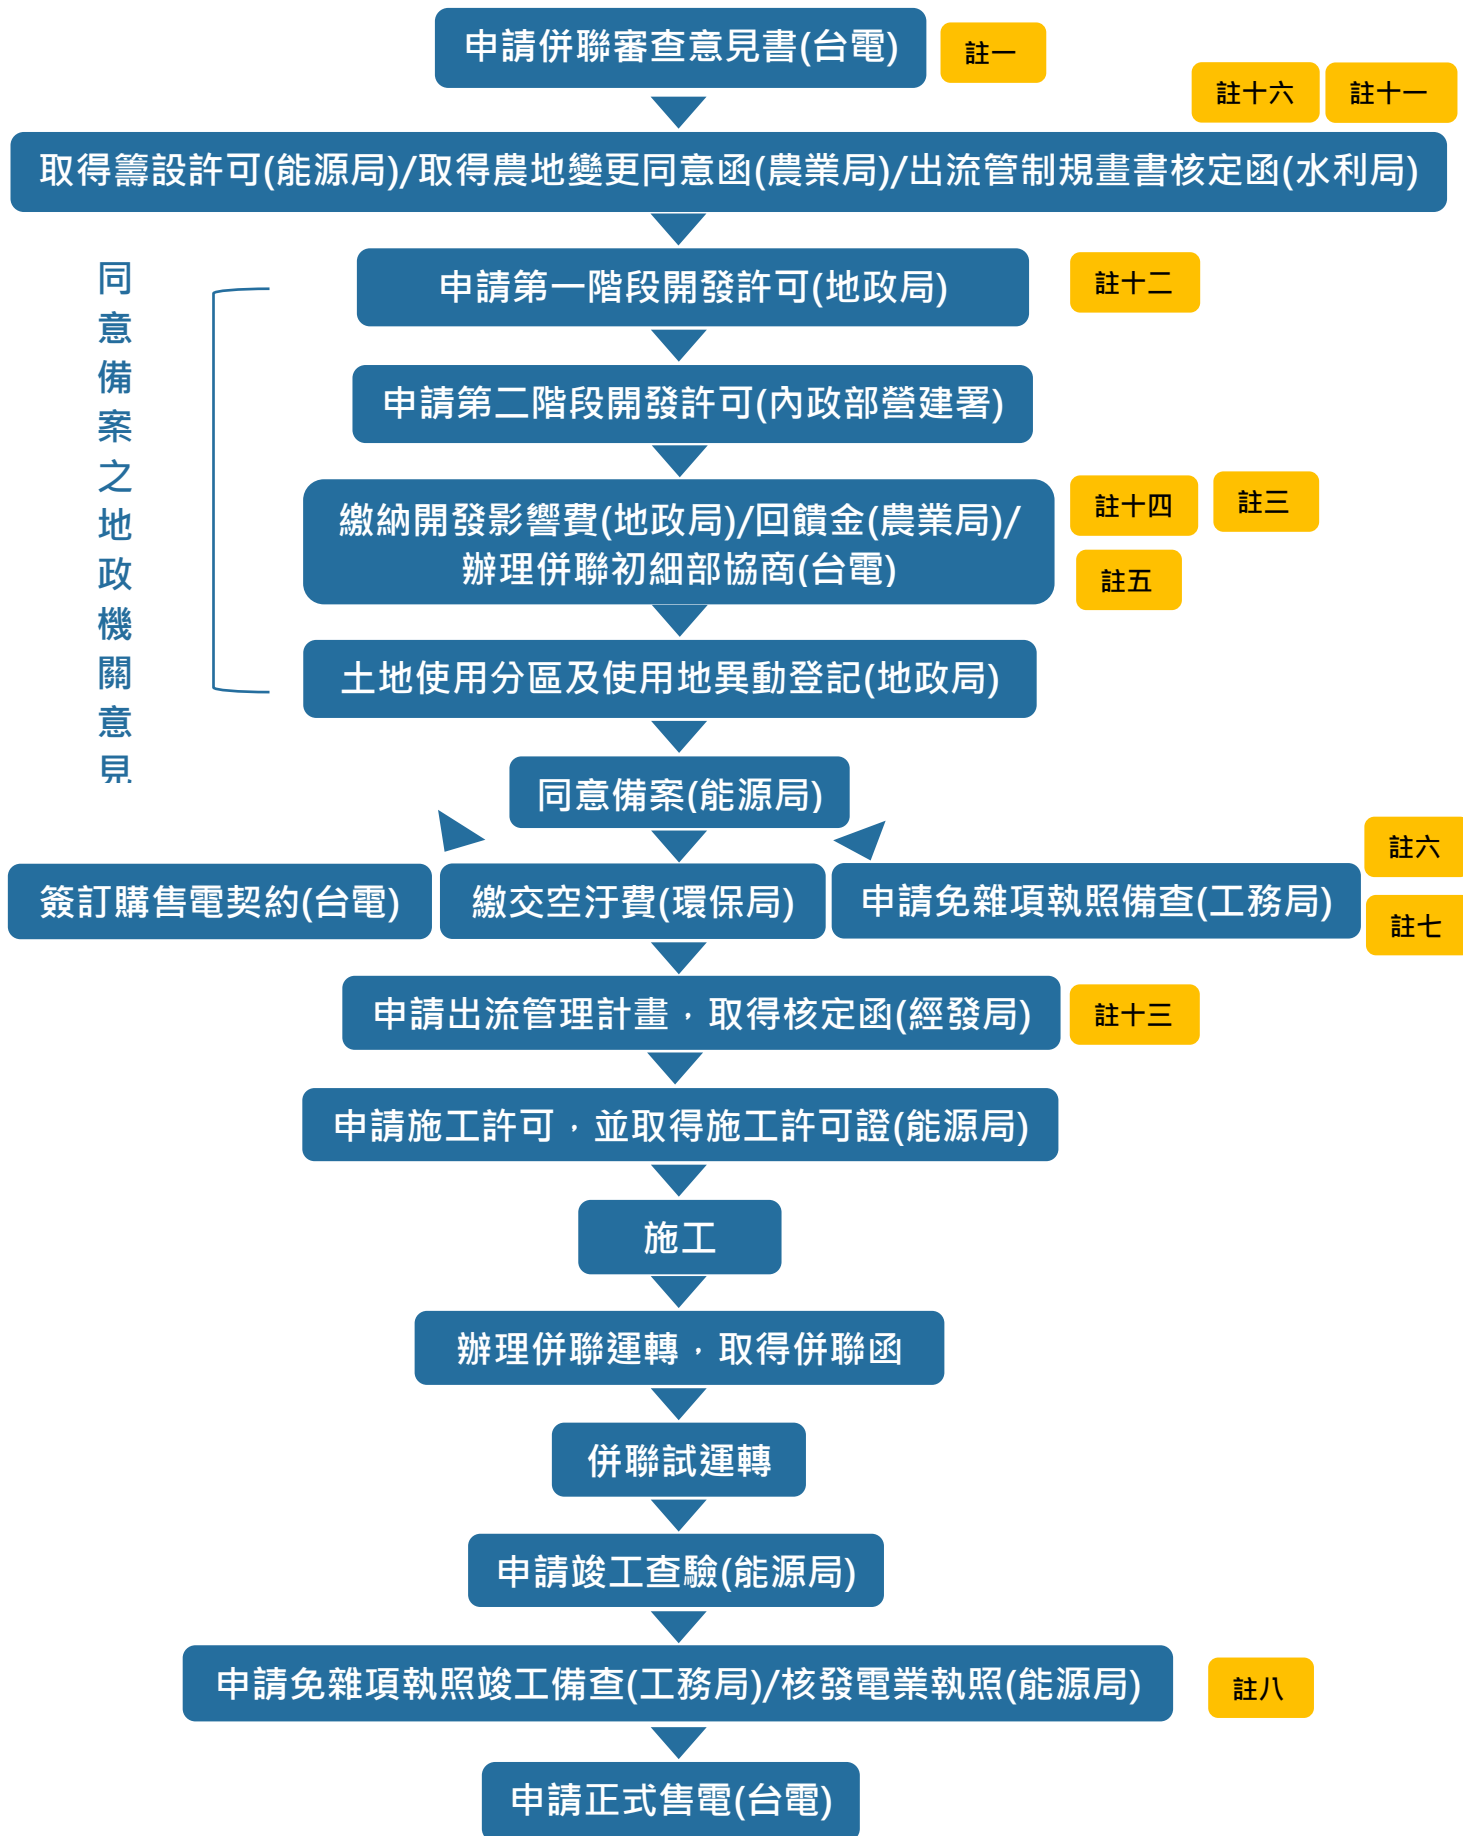 申請併聯審查意見書(台電)
註一
註十六
註十一
取得籌設許可(能源局)/取得農地變更同意函(農業局)/出流管制規畫書核定函(水利局)
同意備案之地政機關意見
申請第一階段開發許可(地政局)
註十二
申請第二階段開發許可(內政部營建署)
繳納開發影響費(地政局)/回饋金(農業局)/
辦理併聯初細部協商(台電)
註十四
註三
註五
土地使用分區及使用地異動登記(地政局)
同意備案(能源局)
簽訂購售電契約(台電)
繳交空汙費(環保局)
申請免雜項執照備查(工務局)
註六
註七
申請出流管理計畫，取得核定函(經發局)
註十三
申請施工許可，並取得施工許可證(能源局)
施工
辦理併聯運轉，取得併聯函
併聯試運轉
申請竣工查驗(能源局)
申請免雜項執照竣工備查(工務局)/核發電業執照(能源局)
註八
申請正式售電(台電)